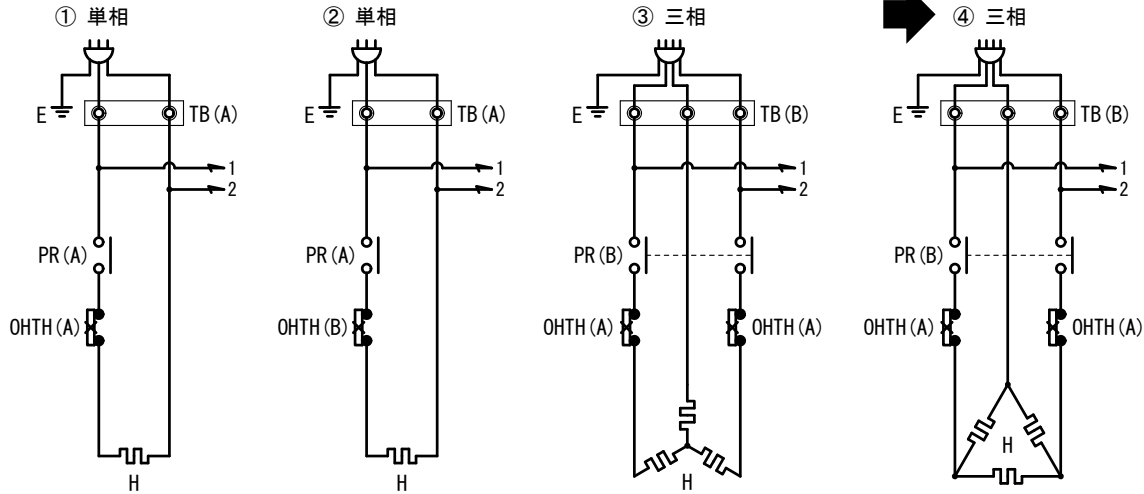 ① 単相
E
TB(A)
1
2
PR(A)
OHTH(A)
H
② 単相
E
TB(A)
1
2
PR(A)
OHTH(B)
H
③ 三相
E
TB(B)
1
2
PR(B)
OHTH(A)
OHTH(A)
H
④ 三相
E
TB(B)
1
2
PR(B)
OHTH(A)
OHTH(A)
H